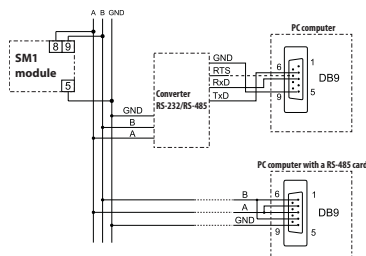 A B GND
PC computer
8 9
SM1
module
5
GND
RTS
RxD
TxD
6
1
DB9
9
5
Converter
RS-232/RS-485
GND
B
A
PC computer with a RS-485 card
B
A
GND
6
1
DB9
9
5